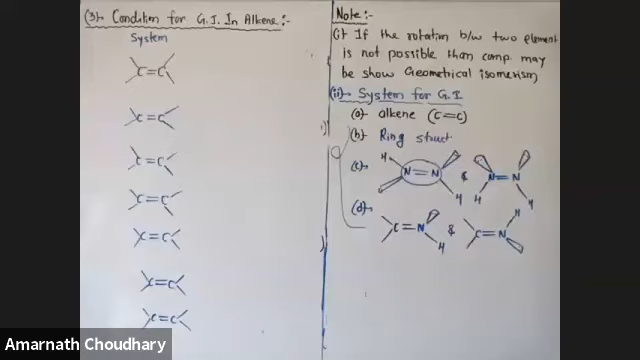 (3)→ Condition for G.I. In Alkene:-
System
C=C
C=C
C=C
C=C
C=C
C=C
C=C
Note:-
(i) If the rotation b/w two element
is not possible than comp. may
be show Geometrical isomerism
(ii)→ System for G.I
(a) alkene (C=C)
(b) Ring struct
(c)→ H N=N H & N=N H H
(d)→ C=N H & C=N H
Amarnath Choudhary